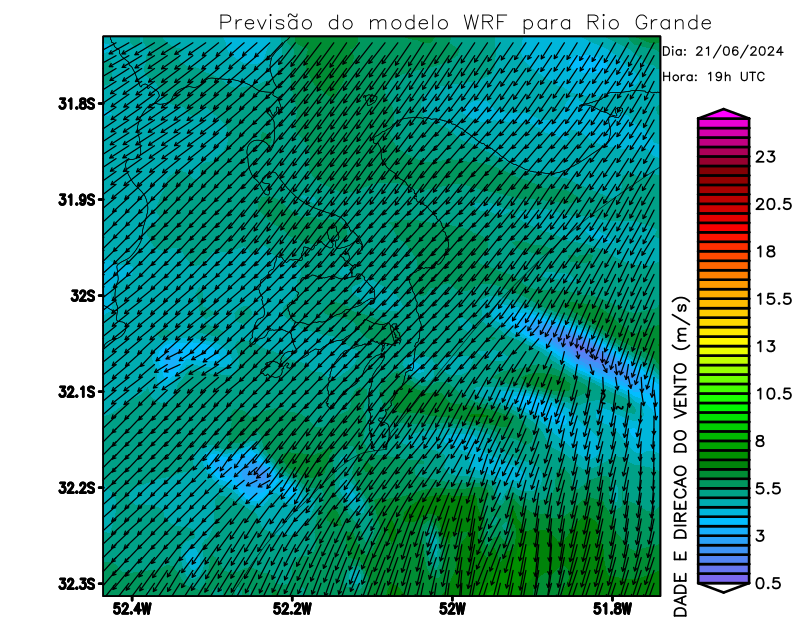 Previsão do modelo WRF para Rio Grande
Dia: 21/06/2024
Hora: 19h UTC
31.8S
31.9S
32S
32.1S
32.2S
32.3S
52.4W
52.2W
52W
51.8W
23
20.5
18
15.5
13
10.5
8
5.5
3
0.5
DADE E DIRECAO DO VENTO (m/s)